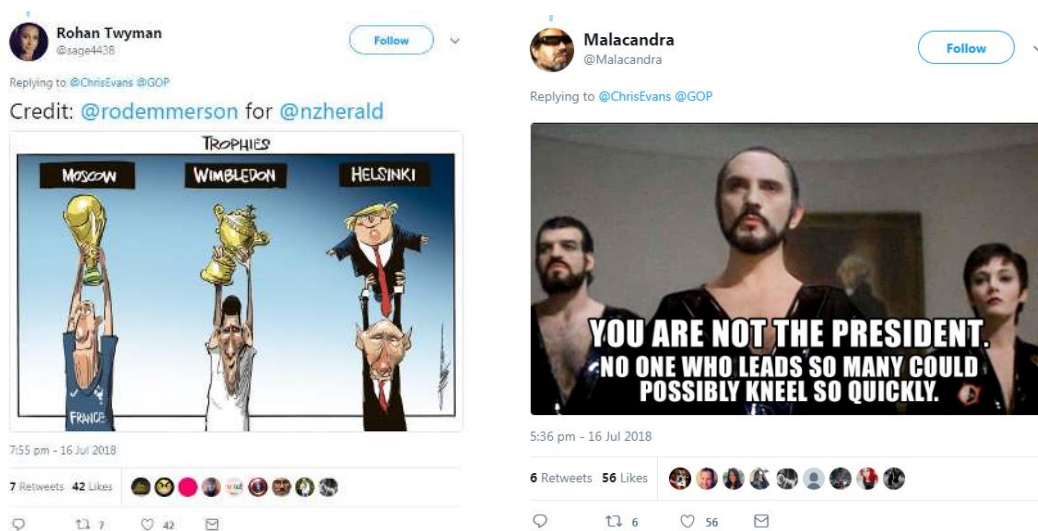 Rohan Twyman
@sage4438
Follow
Replying to @ChrisEvans @GOP
Credit: @rodemmerson for @nzherald
TROPHIES
MOSCOW
WIMBLEDON
HELSINKI
FRANCE
7:55 pm - 16 Jul 2018
7 Retweets 42 Likes
7
42
Malacandra
@Malacandra
Follow
Replying to @ChrisEvans @GOP
YOU ARE NOT THE PRESIDENT.
NO ONE WHO LEADS SO MANY COULD
POSSIBLY KNEEL SO QUICKLY.
5:36 pm - 16 Jul 2018
6 Retweets 56 Likes
6
56